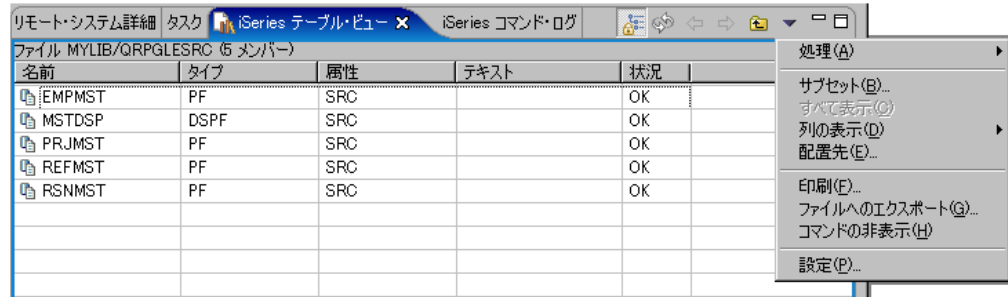 リモート・システム詳細 タスク iSeries テーブル・ビュー iSeries コマンド・ログ
ファイル MYLIB/QRPGLESRC (5 メンバー)
名前 タイプ 属性 テキスト 状況
EMPMST PF SRC OK
MSTDSP DSPF SRC OK
PRJMST PF SRC OK
REFMST PF SRC OK
RSNMST PF SRC OK
処理(A)
サブセット(B)...
すべて表示(C)
列の表示(D)
配置先(E)...
印刷(F)...
ファイルへのエクスポート(G)...
コマンドの非表示(H)
設定(P)...